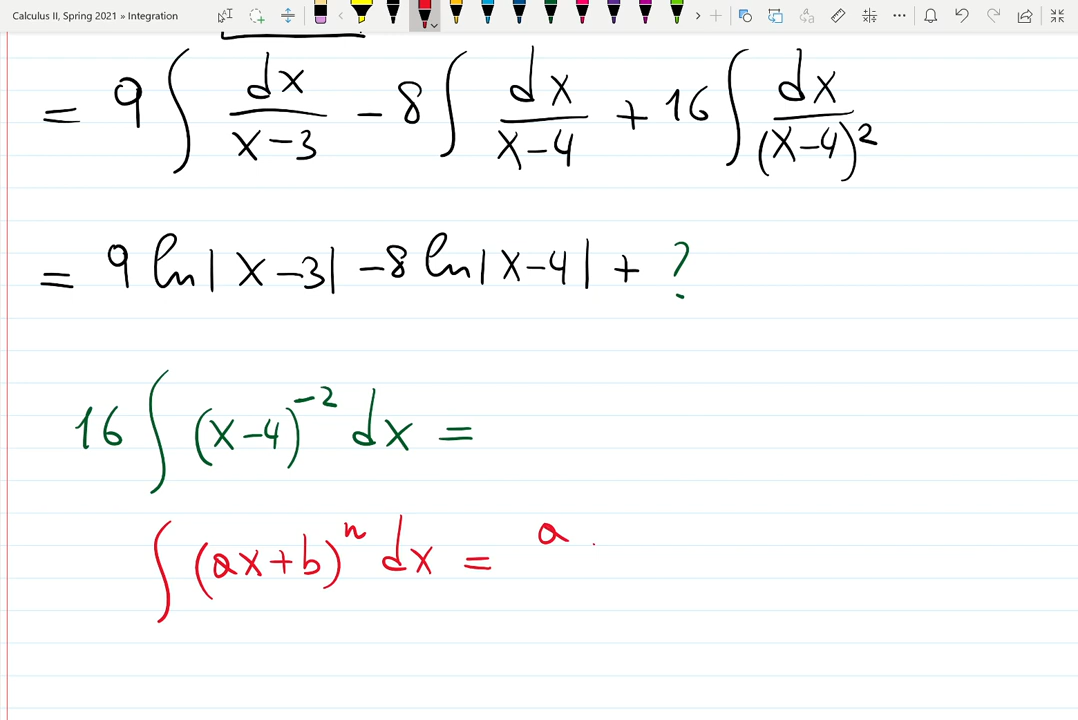 Calculus II, Spring 2021 » Integration
= 9 ∫ dx/(x-3) - 8 ∫ dx/(x-4) + 16 ∫ dx/(x-4)²
= 9 ln|x-3| - 8 ln|x-4| + ?
16 ∫ (x-4)⁻² dx =
∫ (ax+b)ⁿ dx = a